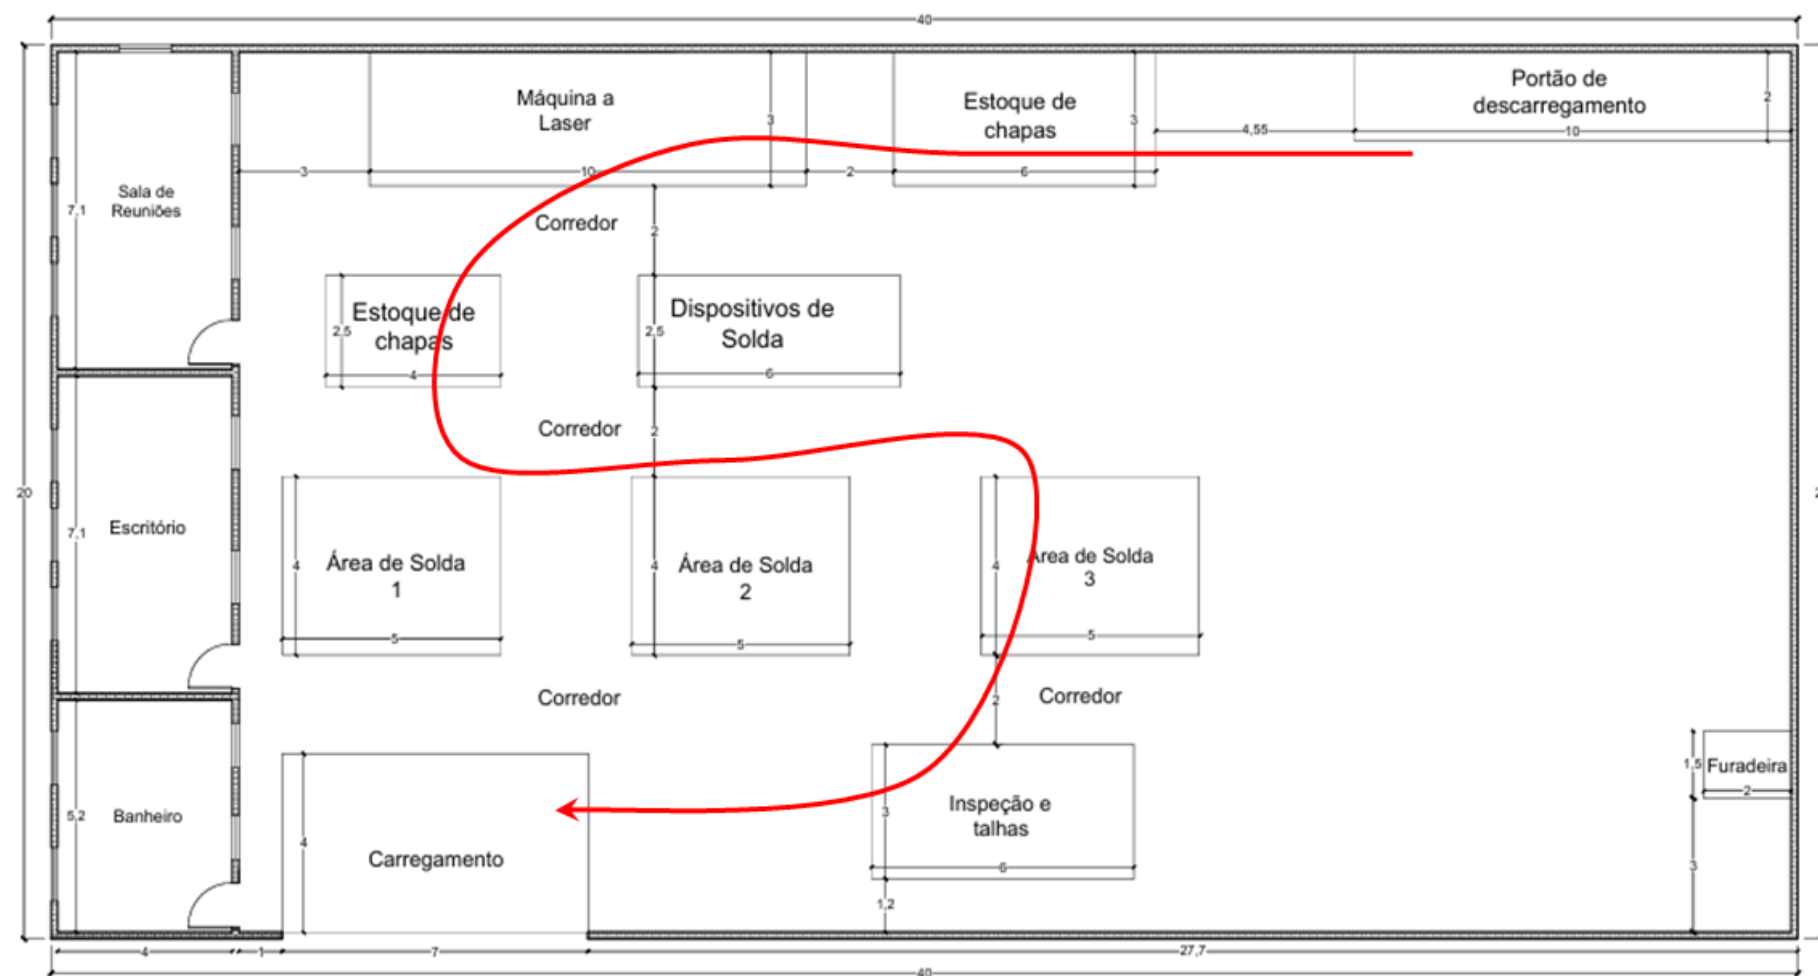 40
Máquina a
Laser
3
Estoque de
chapas
3
Portão de
descarregamento
2
4,55
10
3
10
2
6
Sala de
Reuniões
7,1
Corredor
2
Estoque de
chapas
2,5
4
Dispositivos de
Solda
2,5
6
Corredor
2
20
Escritório
7,1
Área de Solda
1
4
5
Área de Solda
2
4
5
Área de Solda
3
4
5
Corredor
2
Corredor
Banheiro
5,2
Carregamento
4
Inspeção e
talhas
3
6
1,2
Furadeira
1,5
2
3
4
1
7
27,7
40